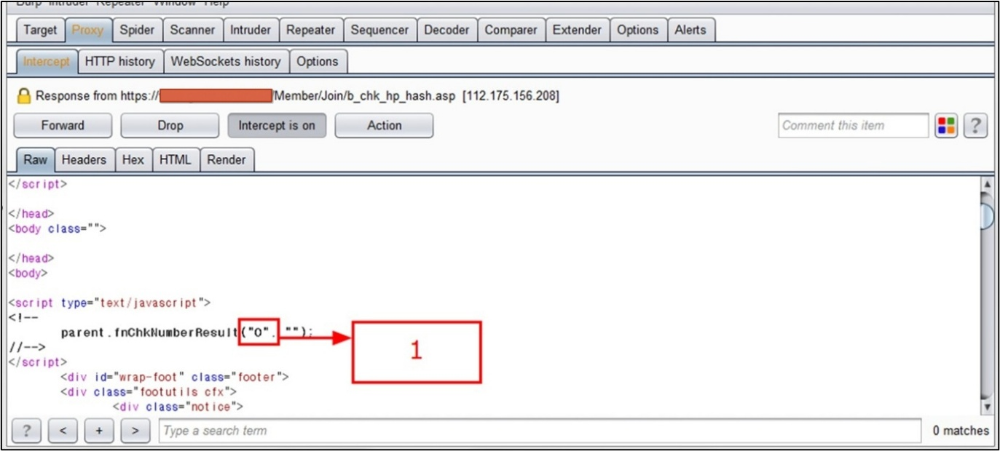 Burp Intruder Repeater Window Help
Target Proxy Spider Scanner Intruder Repeater Sequencer Decoder Comparer Extender Options Alerts
Intercept HTTP history WebSockets history Options
Response from https:// /Member/Join/b_chk_hp_hash.asp [112.175.156.208]
Forward Drop Intercept is on Action Comment this item ?
Raw Headers Hex HTML Render
</script>
</head>
<body class="">
</head>
<body>
<script type="text/javascript">
<!--
parent.fnChkNumberResult("0", "");
1
//-->
</script>
<div id="wrap-foot" class="footer">
<div class="footutils cfx">
<div class="notice">
? < + > Type a search term 0 matches